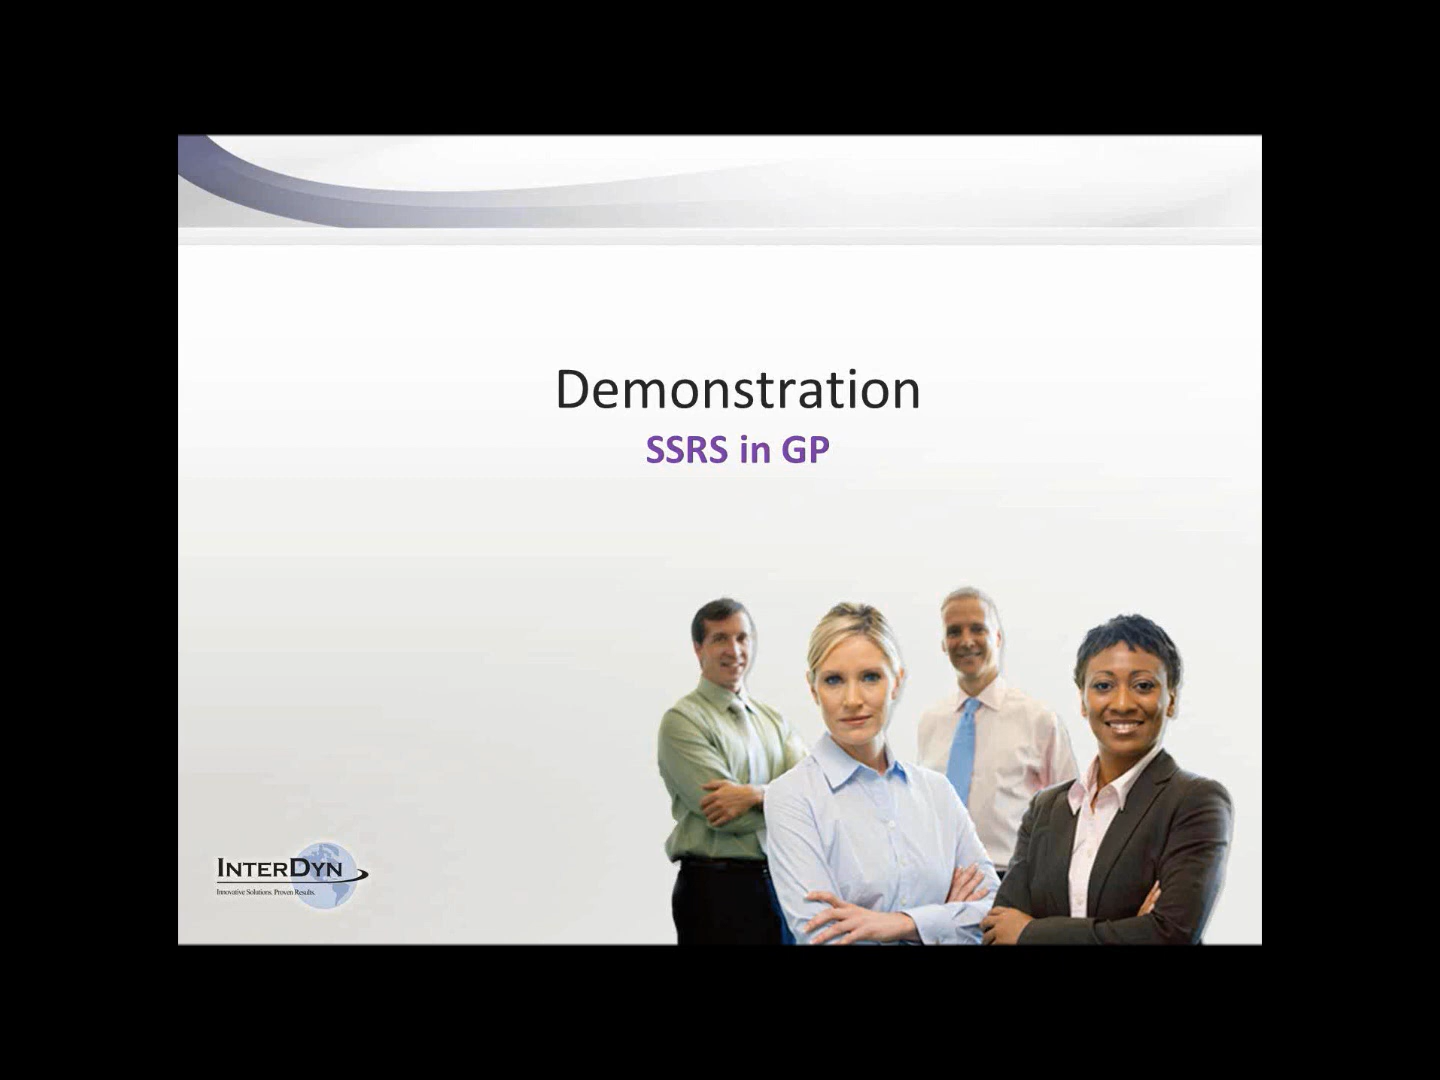 Demonstration
SSRS in GP
INTERDYN
Innovative Solutions. Proven Results.